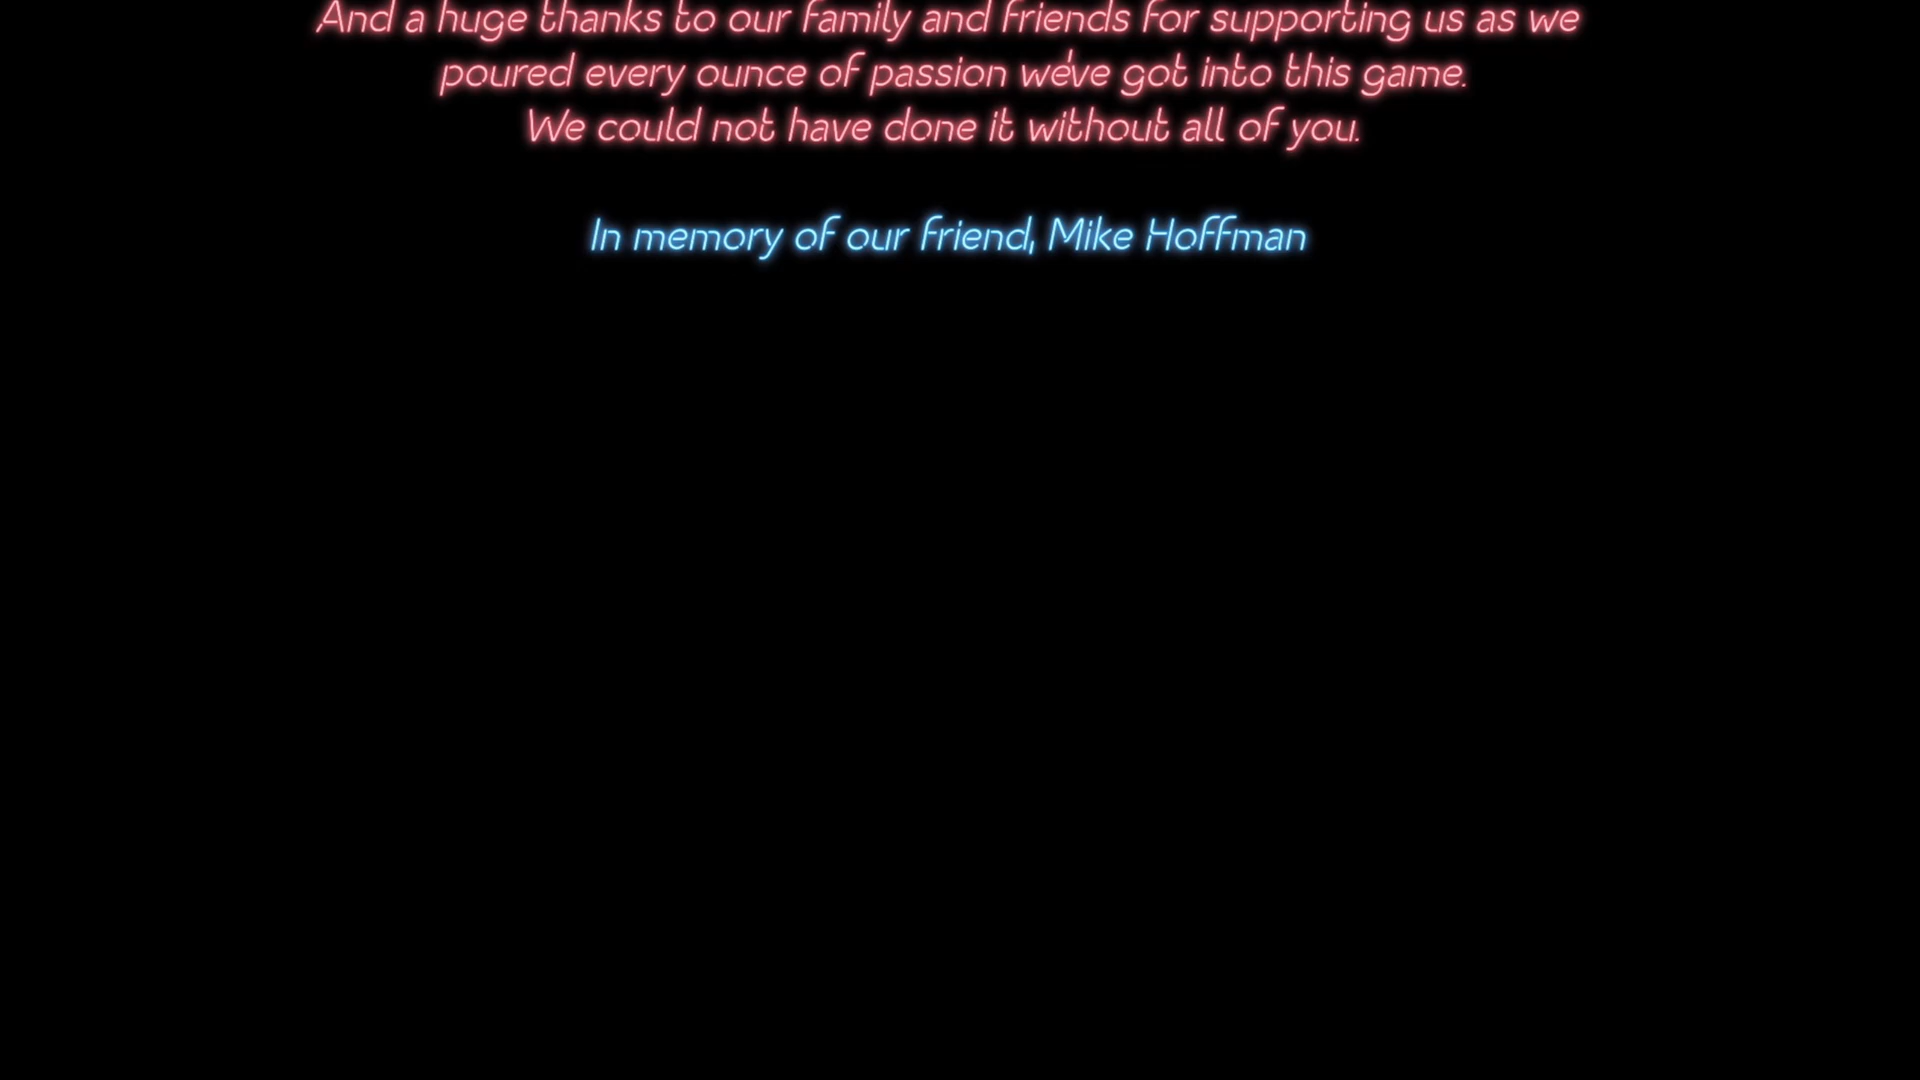 And a huge thanks to our family and friends for supporting us as we
poured every ounce of passion we've got into this game.
We could not have done it without all of you.
In memory of our friend, Mike Hoffman